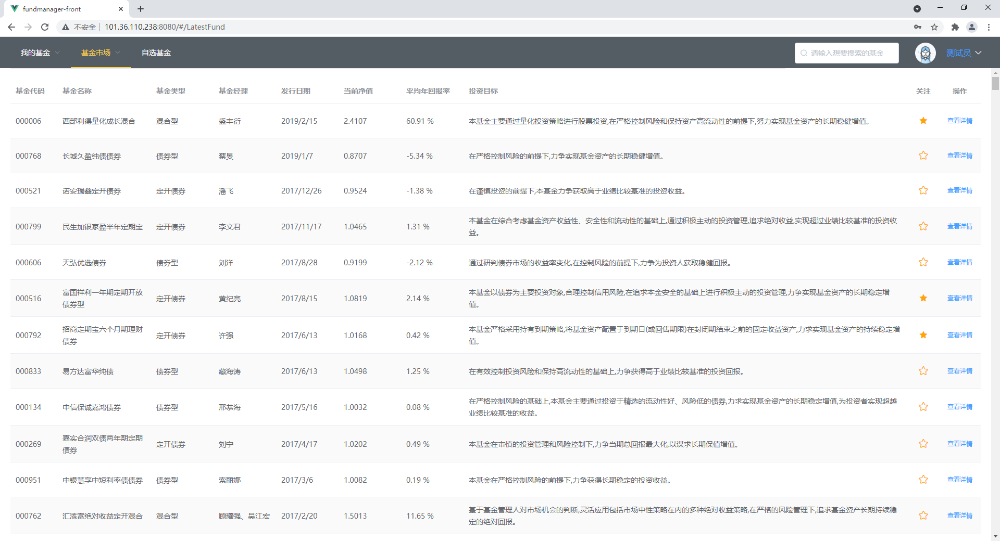 fundmanager-front
不安全 101.36.110.238:8080/#/LatestFund
我的基金 基金市场 自选基金 请输入想要搜索的基金 测试员
基金代码 基金名称 基金类型 基金经理 发行日期 当前净值 平均年回报率 投资目标 关注 操作
000006 西部利得量化成长混合 混合型 盛丰衍 2019/2/15 2.4107 60.91 % 本基金主要通过量化投资策略进行股票投资,在严格控制风险和保持资产高流动性的前提下,努力实现基金资产的长期稳健增值。 查看详情
000768 长城久盈纯债债券 债券型 蔡旻 2019/1/7 0.8707 -5.34 % 在严格控制风险的前提下,力争实现基金资产的长期稳健增值。 查看详情
000521 诺安瑞鑫定开债券 定开债券 潘飞 2017/12/26 0.9524 -1.38 % 在谨慎投资的前提下,本基金力争获取高于业绩比较基准的投资收益。 查看详情
000799 民生加银家盈半年定期宝 定开债券 李文君 2017/11/17 1.0465 1.31 % 本基金在综合考虑基金资产收益性、安全性和流动性的基础上,通过积极主动的投资管理,追求绝对收益,实现超过业绩比较基准的投资收
益。 查看详情
000606 天弘优选债券 债券型 刘洋 2017/8/28 0.9199 -2.12 % 通过研判债券市场的收益率变化,在控制风险的前提下,力争为投资人获取稳健回报。 查看详情
000516 富国祥利一年期定期开放
债券型 定开债券 黄纪亮 2017/8/15 1.0819 2.14 % 本基金以债券为主要投资对象,合理控制信用风险,在追求本金安全的基础上进行积极主动的投资管理,力争实现基金资产的长期稳定增
值。 查看详情
000792 招商定期宝六个月期理财
债券 定开债券 许强 2017/6/13 1.0168 0.42 % 本基金严格采用持有到期策略,将基金资产配置于到期日(或回售期限)在封闭期结束之前的固定收益资产,力求实现基金资产的持续稳定增
值。 查看详情
000833 易方达富华纯债 债券型 藏海涛 2017/6/13 1.0498 1.25 % 在有效控制投资风险和保持高流动性的基础上,力争获得高于业绩比较基准的投资回报。 查看详情
000134 中信保诚嘉鸿债券 债券型 邢恭海 2017/5/16 1.0032 0.08 % 在严格控制风险的基础上,本基金主要通过投资于精选的流动性好、风险低的债券,力求实现基金资产的长期稳定增值,为投资者实现超越
业绩比较基准的收益。 查看详情
000269 嘉实合润双债两年期定期
债券 定开债券 刘宁 2017/4/17 1.0202 0.49 % 本基金在审慎的投资管理和风险控制下,力争当期总回报最大化,以谋求长期保值增值。 查看详情
000951 中银慧享中短利率债债券 债券型 索丽娜 2017/3/6 1.0082 0.19 % 本基金在严格控制风险的前提下,力争获得长期稳定的投资收益。 查看详情
000762 汇添富绝对收益定开混合 混合型 顾耀强、吴江宏 2017/2/20 1.5013 11.65 % 基于基金管理人对市场机会的判断,灵活应用包括市场中性策略在内的多种绝对收益策略,在严格的风险管理下,追求基金资产长期持续稳
定的绝对回报。 查看详情